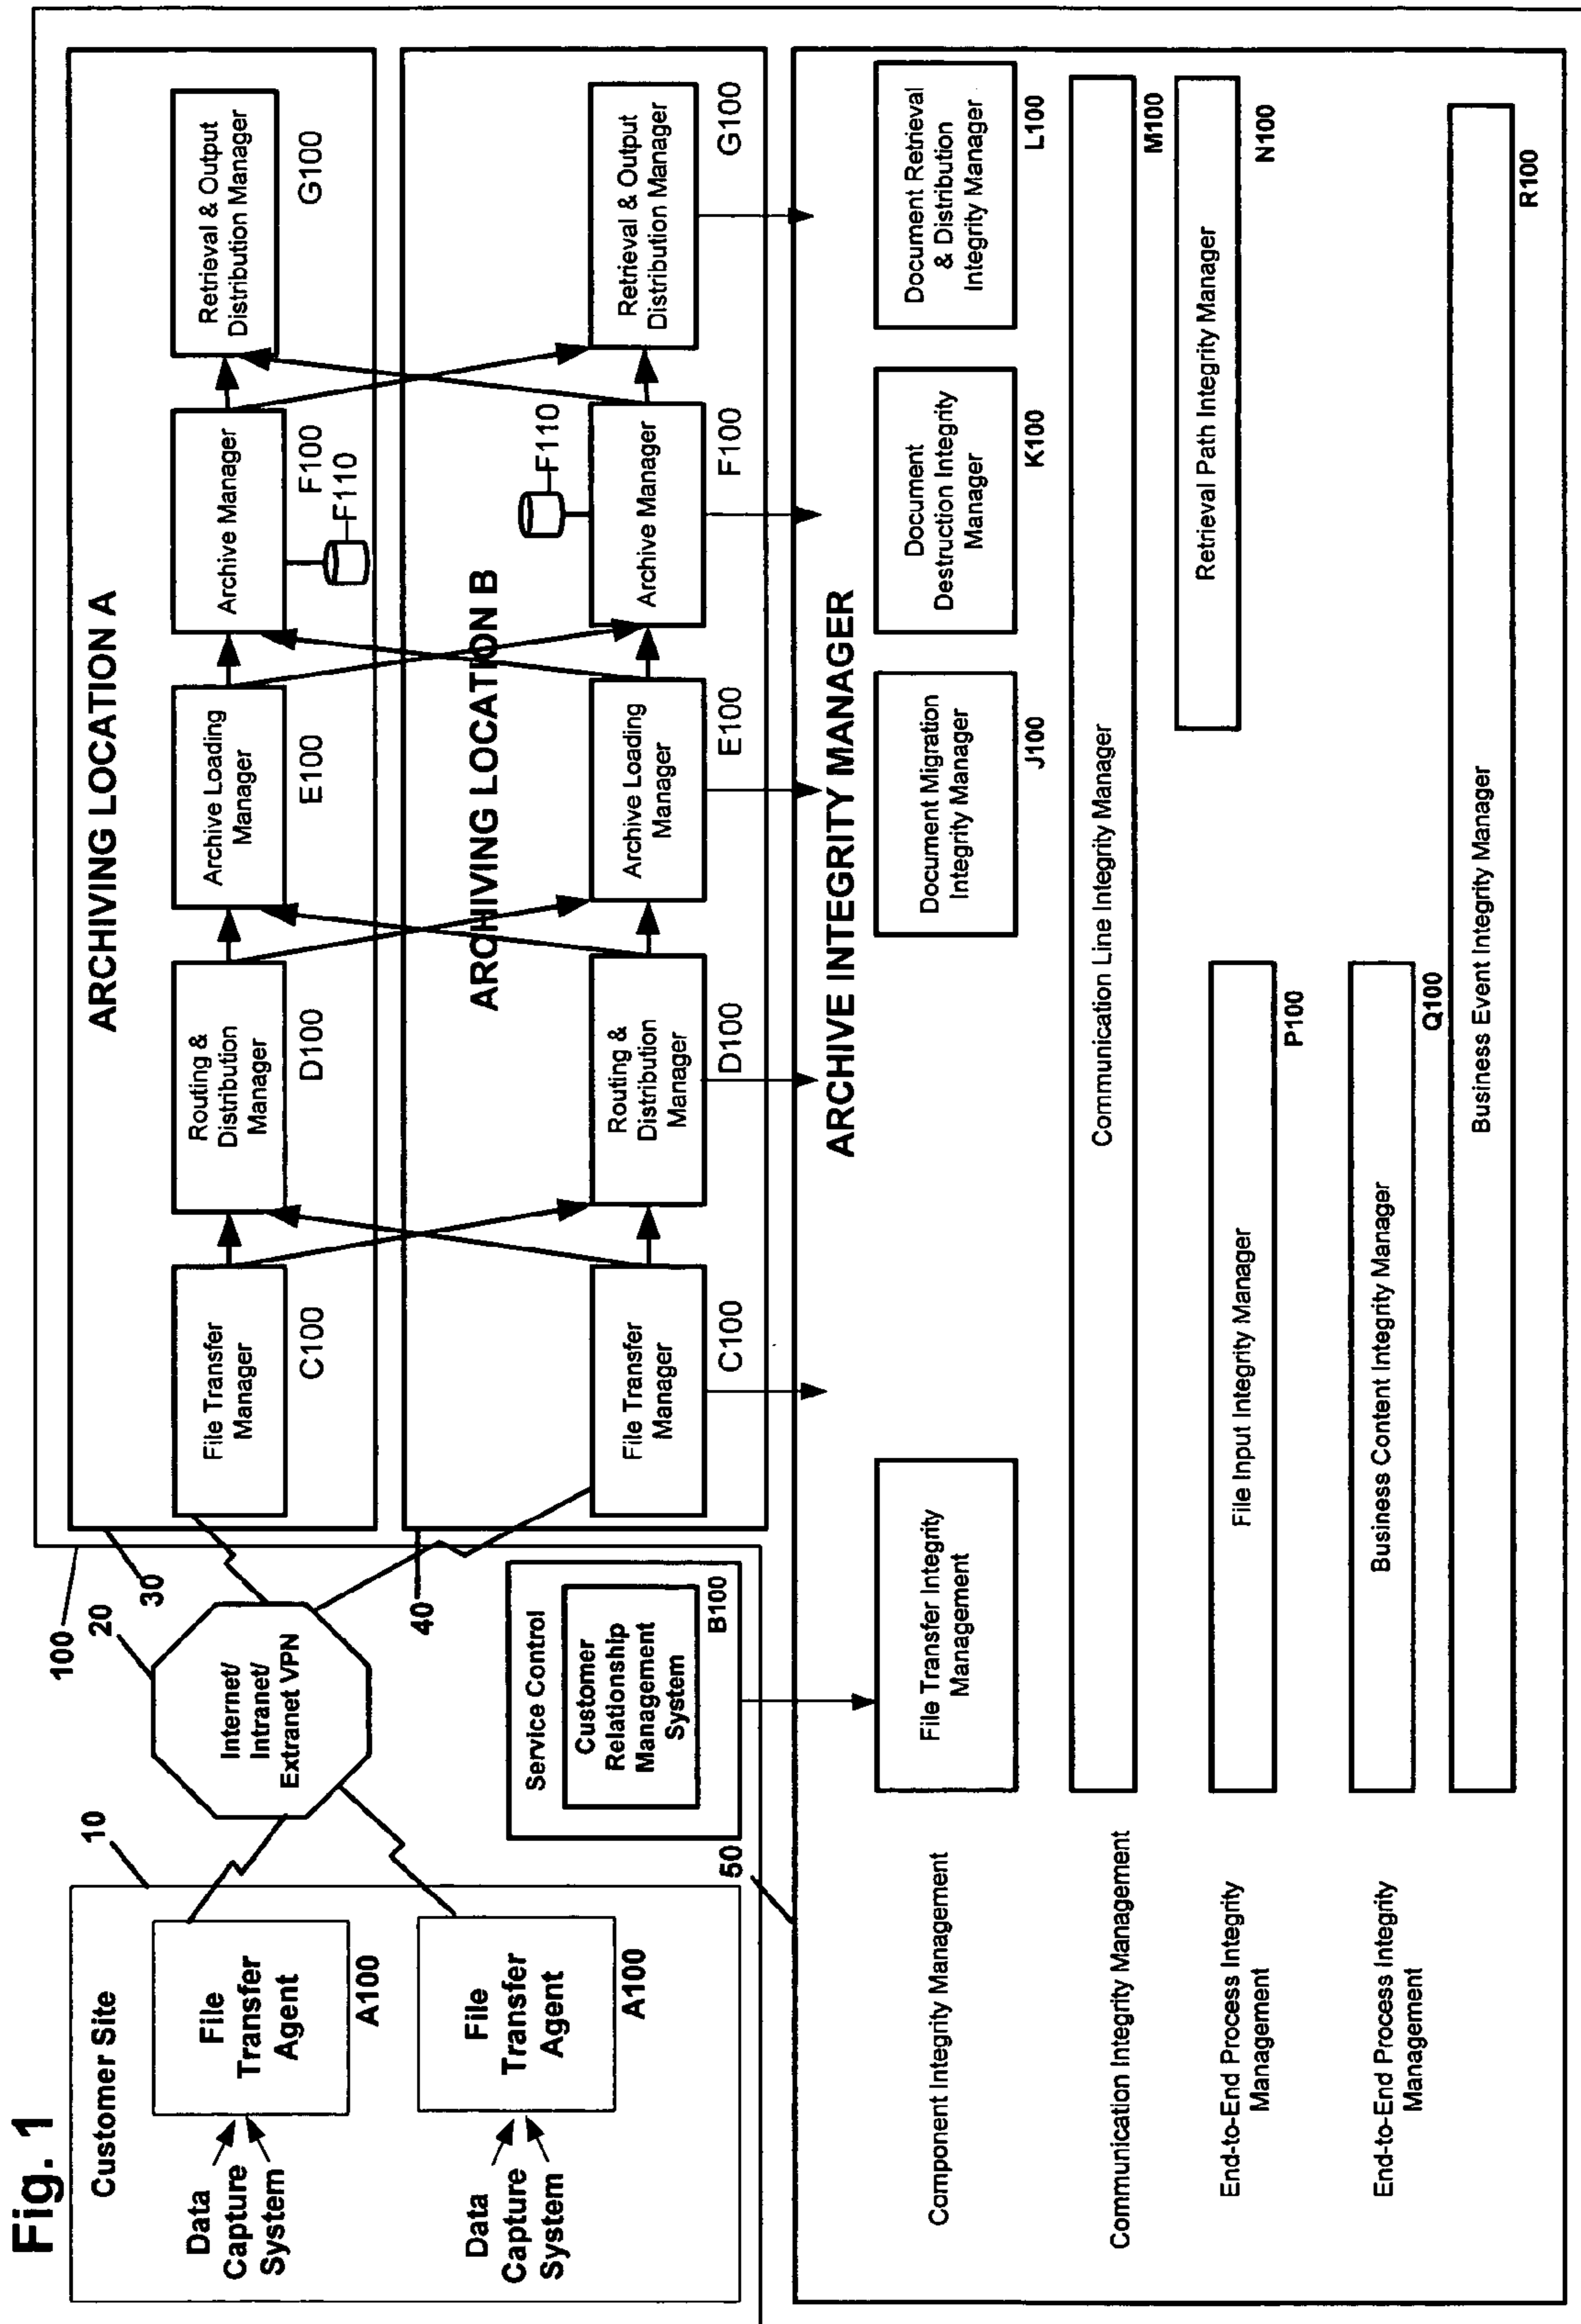 Fig. 1
Customer Site
10
Data
Capture
System
File
Transfer
Agent
A100
Data
Capture
System
File
Transfer
Agent
A100
Internet/
Intranet/
Extranet VPN
20
100
30
40
Service Control
Customer
Relationship
Management
System
B100
ARCHIVING LOCATION A
File Transfer
Manager
C100
Routing &
Distribution
Manager
D100
Archive Loading
Manager
E100
Archive Manager
F100
F110
Retrieval & Output
Distribution Manager
G100
ARCHIVING LOCATION B
File Transfer
Manager
C100
Routing &
Distribution
Manager
D100
Archive Loading
Manager
E100
F110
Archive Manager
F100
Retrieval & Output
Distribution Manager
G100
50
ARCHIVE INTEGRITY MANAGER
Component Integrity Management
File Transfer Integrity
Management
Document Migration
Integrity Manager
J100
Document
Destruction Integrity
Manager
K100
Document Retrieval
& Distribution
Integrity Manager
L100
Communication Integrity Management
Communication Line Integrity Manager
M100
End-to-End Process Integrity
Management
File Input Integrity Manager
P100
Retrieval Path Integrity Manager
N100
End-to-End Process Integrity
Management
Business Content Integrity Manager
Q100
Business Event Integrity Manager
R100